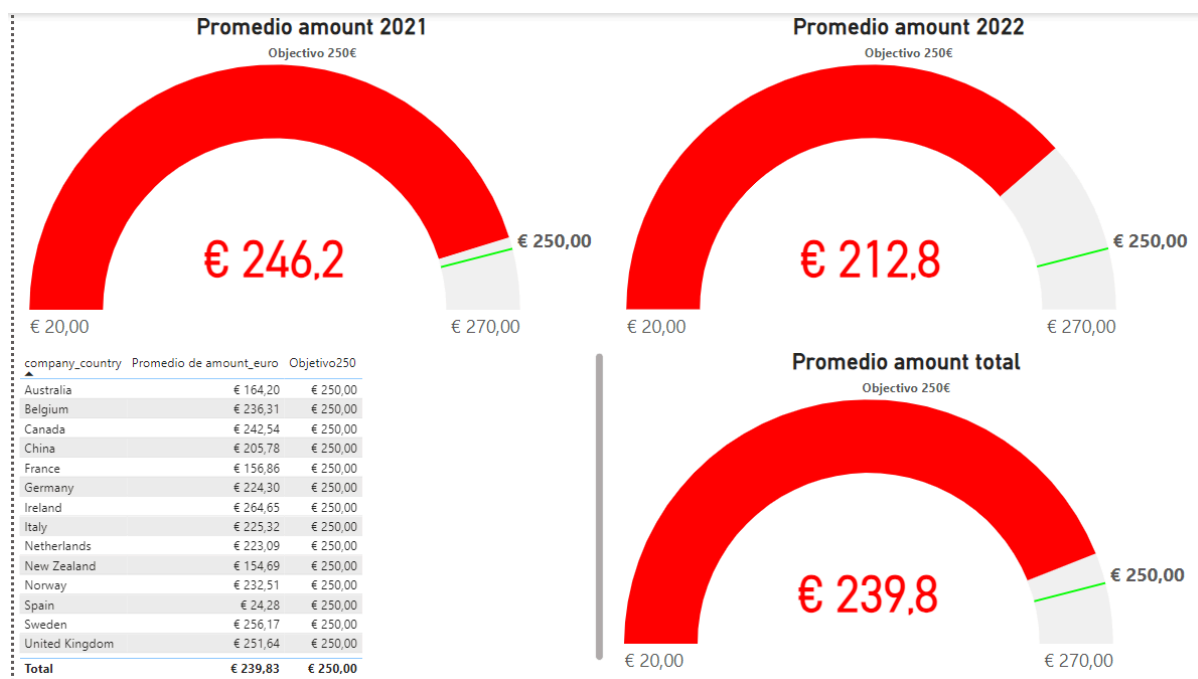 Promedio amount 2021
Objectivo 250€
€ 250,00
€ 246,2
€ 20,00
€ 270,00
Promedio amount 2022
Objectivo 250€
€ 250,00
€ 212,8
€ 20,00
€ 270,00
company_country Promedio de amount_euro Objetivo250
Australia € 164,20 € 250,00
Belgium € 236,31 € 250,00
Canada € 242,54 € 250,00
China € 205,78 € 250,00
France € 156,86 € 250,00
Germany € 224,30 € 250,00
Ireland € 264,65 € 250,00
Italy € 225,32 € 250,00
Netherlands € 223,09 € 250,00
New Zealand € 154,69 € 250,00
Norway € 232,51 € 250,00
Spain € 24,28 € 250,00
Sweden € 256,17 € 250,00
United Kingdom € 251,64 € 250,00
Total € 239,83 € 250,00
Promedio amount total
Objectivo 250€
€ 250,00
€ 239,8
€ 20,00
€ 270,00